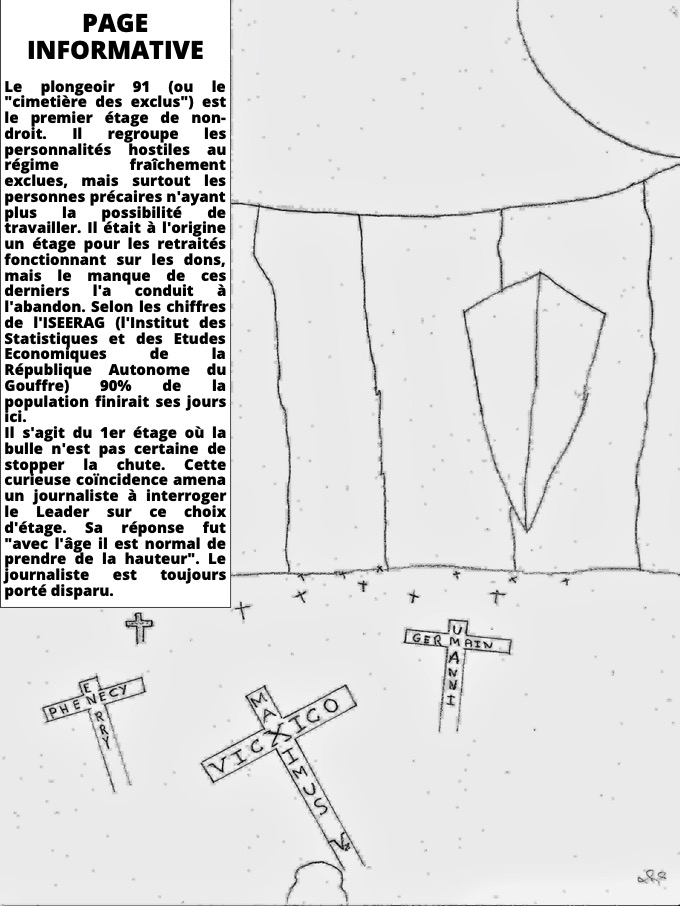 PAGE
INFORMATIVE
Le plongeoir 91 (ou le
"cimetière des exclus") est
le premier étage de non-
droit. Il regroupe les
personnalités hostiles au
régime fraîchement
exclues, mais surtout les
personnes précaires n'ayant
plus la possibilité de
travailler. Il était à l'origine
un étage pour les retraités
fonctionnant sur les dons,
mais le manque de ces
derniers l'a conduit à
l'abandon. Selon les chiffres
de l'ISEERAG (l'Institut des
Statistiques et des Etudes
Economiques de la
République Autonome du
Gouffre) 90% de la
population finirait ses jours
ici.
Il s'agit du 1er étage où la
bulle n'est pas certaine de
stopper la chute. Cette
curieuse coïncidence amena
un journaliste à interroger
le Leader sur ce choix
d'étage. Sa réponse fut
"avec l'âge il est normal de
prendre de la hauteur". Le
journaliste est toujours
porté disparu.
GERMAIN
UMANNI
PHENECY
ENERRY
VICXICO
MAXIMUS V